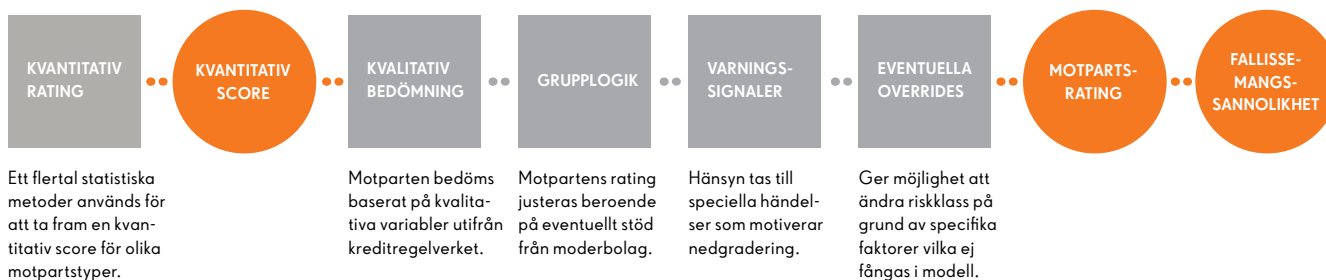 KVANTITATIV
RATING
KVANTITATIV
SCORE
KVALITATIV
BEDÖMNING
GRUPPLOGIK
VARNINGS-
SIGNALER
EVENTUELLA
OVERRIDES
MOTPARTS-
RATING
FALLISSE-
MANGS-
SANNOLIKHET
Ett flertal statistiska
metoder används för
att ta fram en kvan-
titativ score för olika
motpartstyper.
Motparten bedöms
baserat på kvalita-
tiva variabler utifrån
kreditregelverket.
Motpartens rating
justeras beroende
på eventuellt stöd
från moderbolag.
Hänsyn tas till
speciella händel-
ser som motiverar
nedgradering.
Ger möjlighet att
ändra riskklass på
grund av specifika
faktorer vilka ej
fångas i modell.